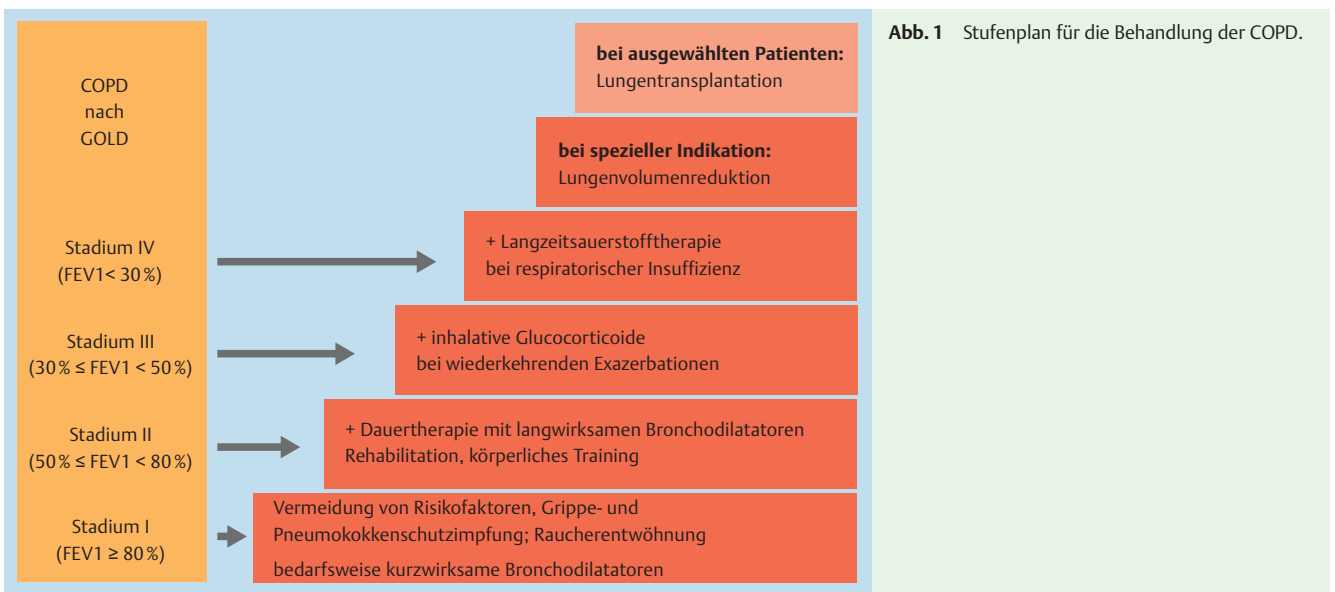 COPD
nach
GOLD
bei ausgewählten Patienten:
Lungentransplantation
bei spezieller Indikation:
Lungenvolumenreduktion
Stadium IV
(FEV1< 30 %)
+ Langzeitsauerstofftherapie
bei respiratorischer Insuffizienz
Stadium III
(30 % ≤ FEV1 < 50 %)
+ inhalative Glucocorticoide
bei wiederkehrenden Exazerbationen
Stadium II
(50 % ≤ FEV1 < 80 %)
+ Dauertherapie mit langwirksamen Bronchodilatatoren
Rehabilitation, körperliches Training
Stadium I
(FEV1 ≥ 80 %)
Vermeidung von Risikofaktoren, Grippe- und
Pneumokokkenschutzimpfung; Raucherentwöhnung
bedarfsweise kurzwirksame Bronchodilatatoren
Abb. 1 Stufenplan für die Behandlung der COPD.